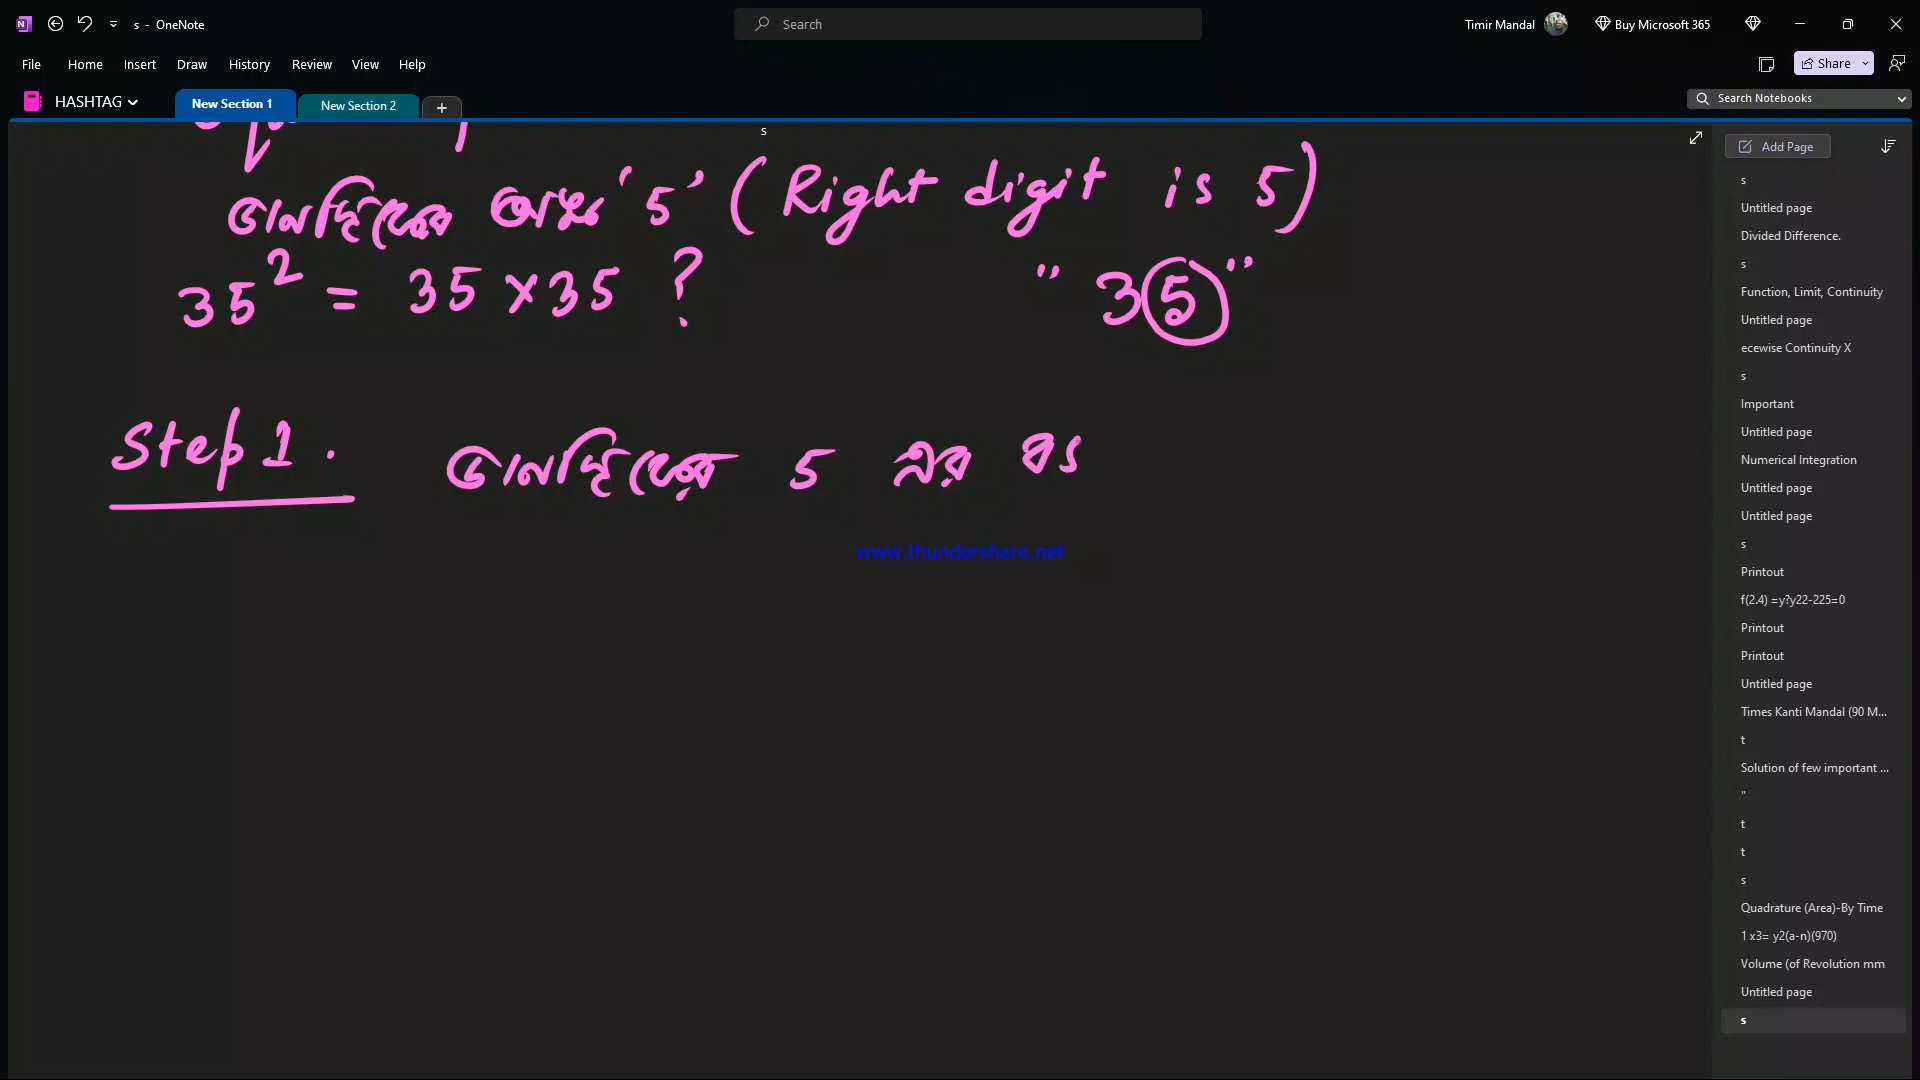 s - OneNote
Search
Timir Mandal
Buy Microsoft 365
File Home Insert Draw History Review View Help
Share
HASHTAG
New Section 1
New Section 2
+
Search Notebooks
s
ডানদিকের অঙ্ক '5' (Right digit is 5)
35² = 35 × 35 ?
"35"
Step 1. ডানদিকের 5 এর ব
www.thundershare.net
Add Page
s
Untitled page
Divided Difference.
s
Function, Limit, Continuity
Untitled page
ecewise Continuity X
s
Important
Untitled page
Numerical Integration
Untitled page
Untitled page
s
Printout
f(2.4) =y?y22-225=0
Printout
Printout
Untitled page
Times Kanti Mandal (90 M...
t
Solution of few important ...
"
t
t
s
Quadrature (Area)-By Time
1 x3= y2(a-n)(970)
Volume (of Revolution mm
Untitled page
s